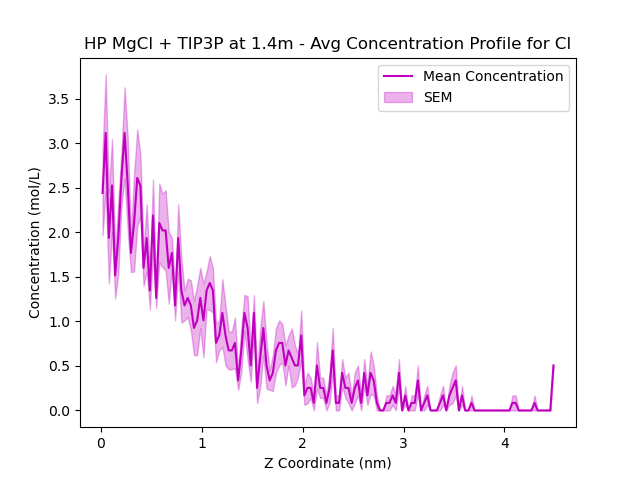 HP MgCl + TIP3P at 1.4m - Avg Concentration Profile for Cl
Mean Concentration
SEM
Concentration (mol/L)
3.5
3.0
2.5
2.0
1.5
1.0
0.5
0.0
0
1
2
3
4
Z Coordinate (nm)